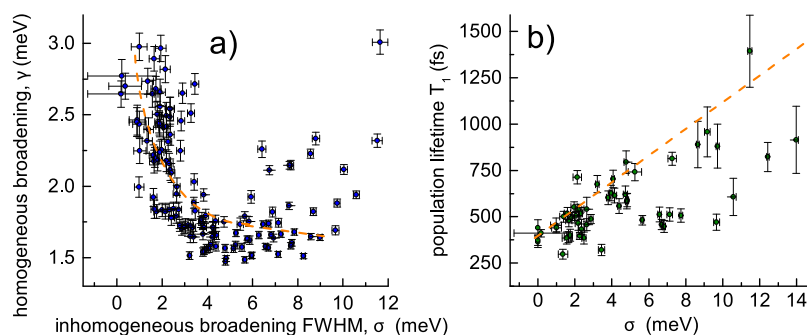 a)
homogeneous broadening, γ (meV)
3.0
2.5
2.0
1.5
0 2 4 6 8 10 12
inhomogeneous broadening FWHM, σ (meV)
b)
population lifetime T1 (fs)
1500
1250
1000
750
500
250
0 2 4 6 8 10 12 14
σ (meV)